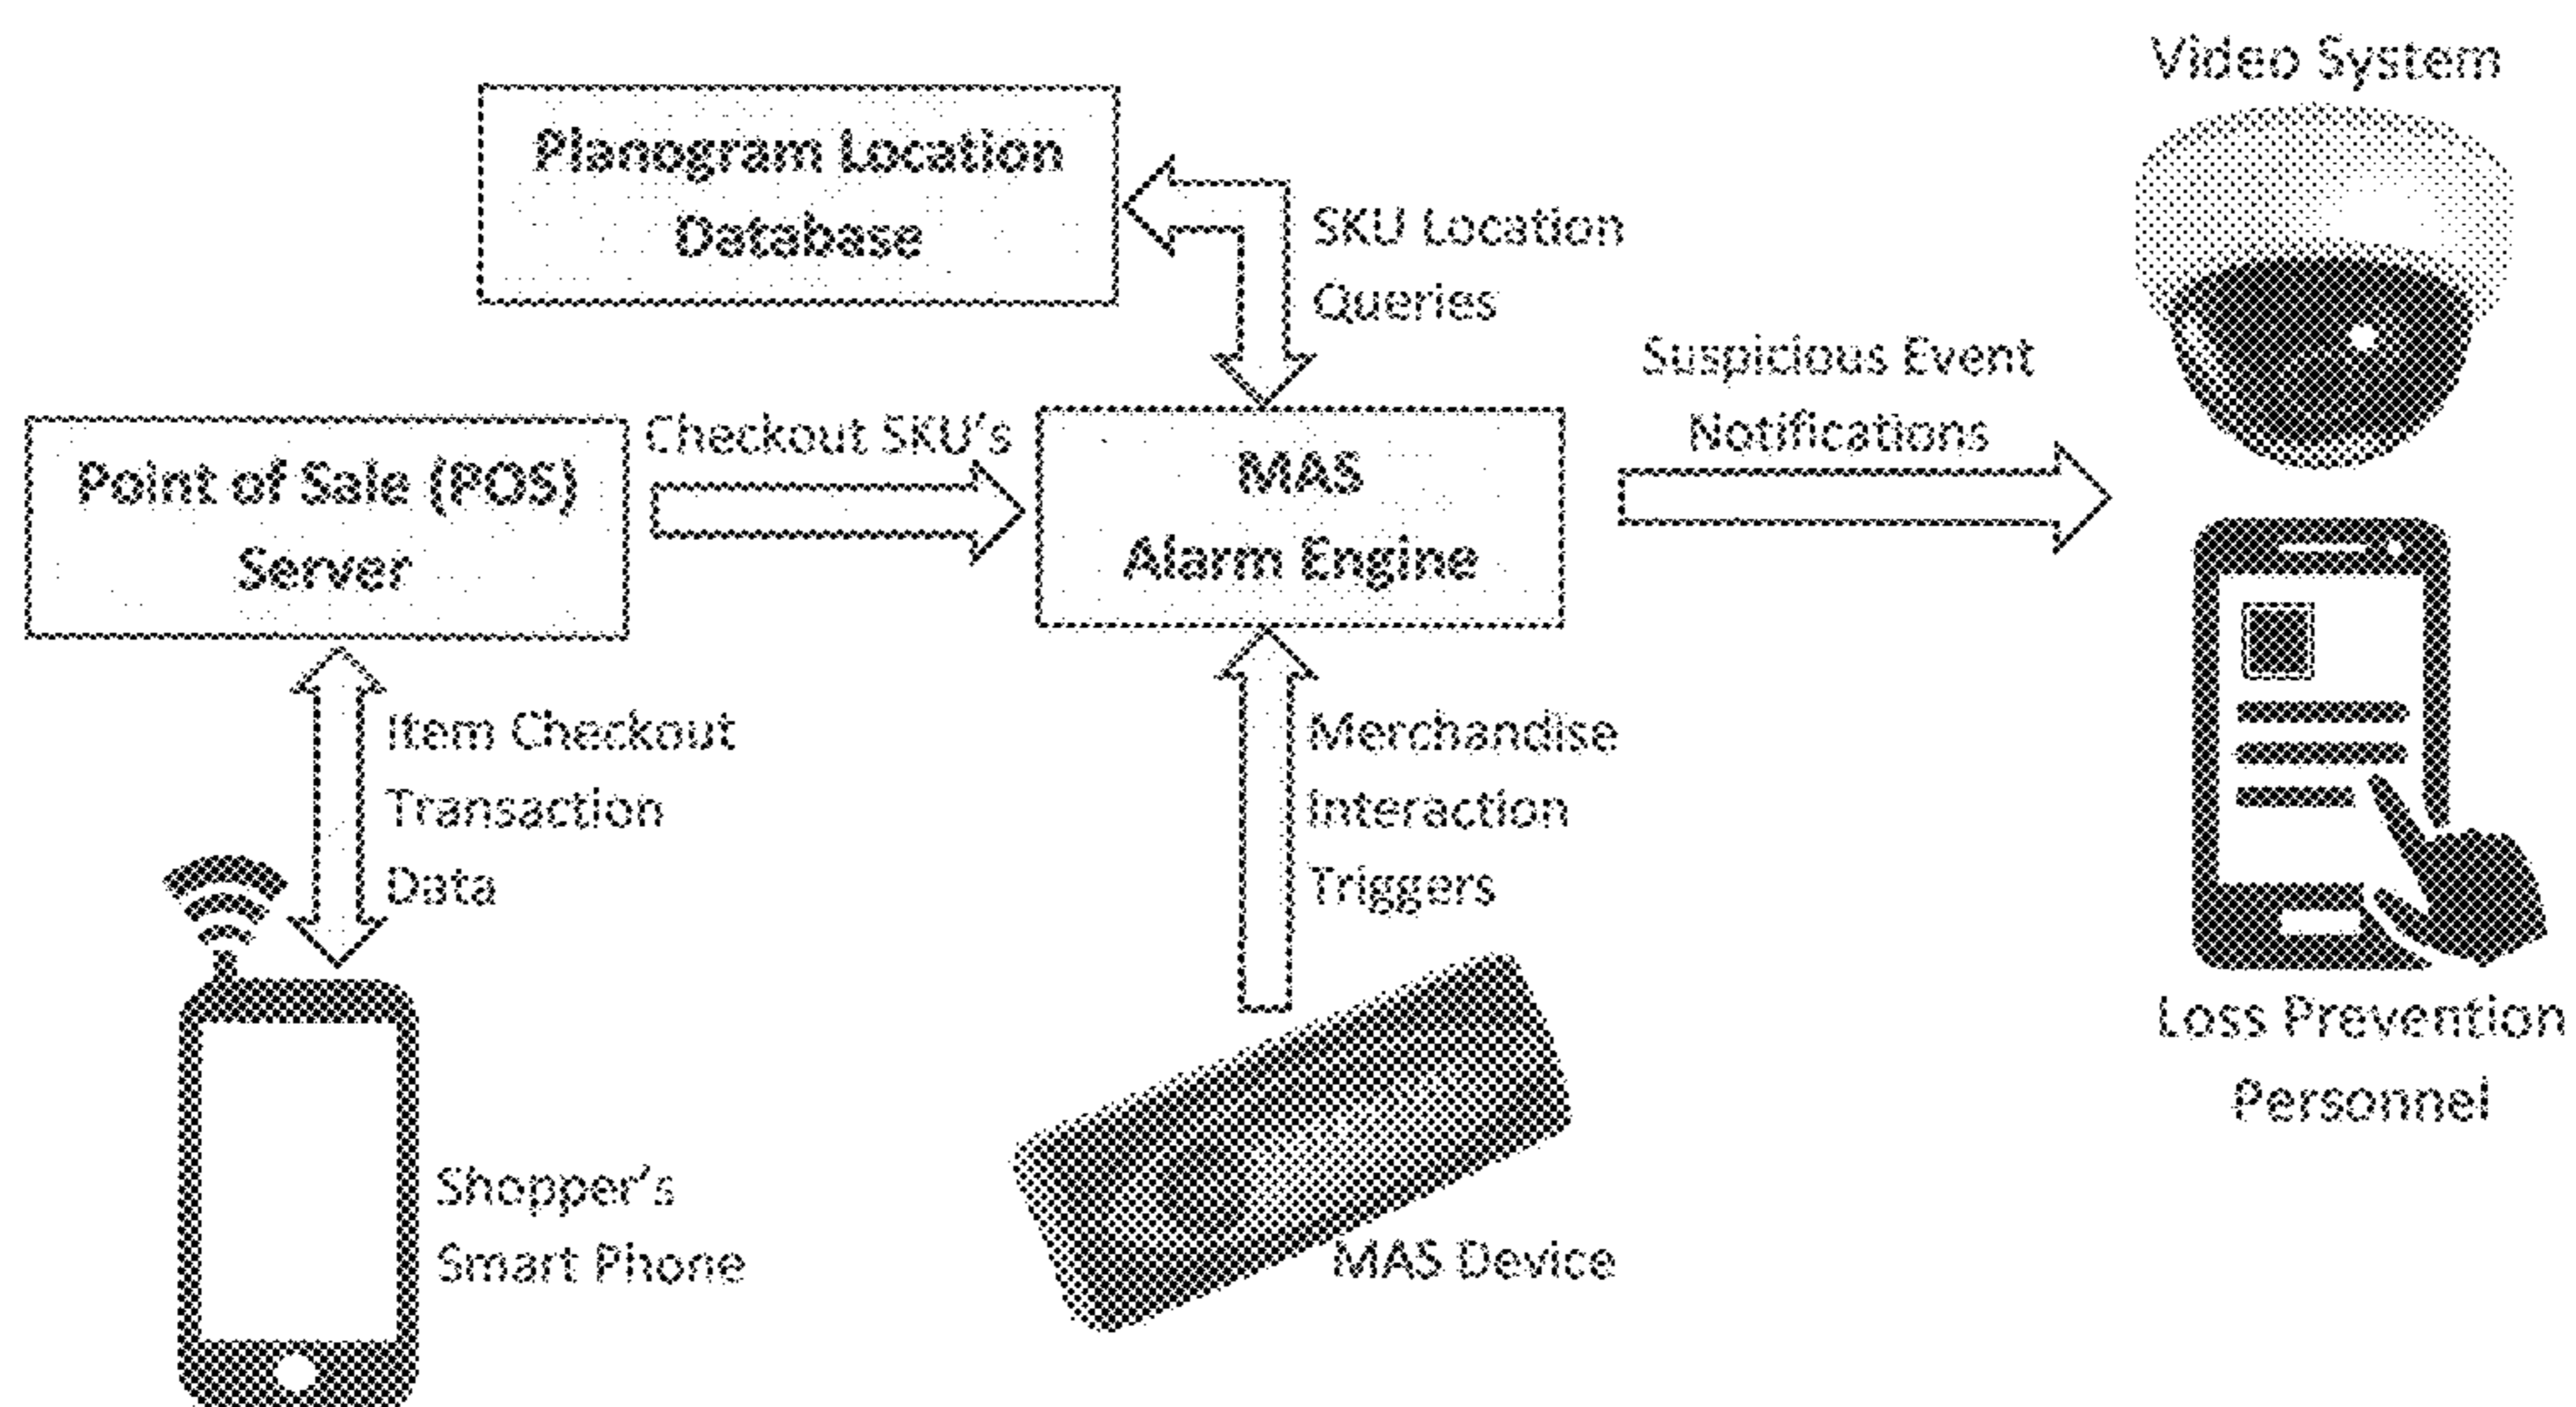 Video System
Planogram Location
Database
SKU Location
Queries
Suspicious Event
Notifications
Checkout SKU's
Point of Sale (POS)
Server
MAS
Alarm Engine
Item Checkout
Transaction
Data
Merchandise
Interaction
Triggers
Loss Prevention
Personnel
Shopper's
Smart Phone
MAS Device